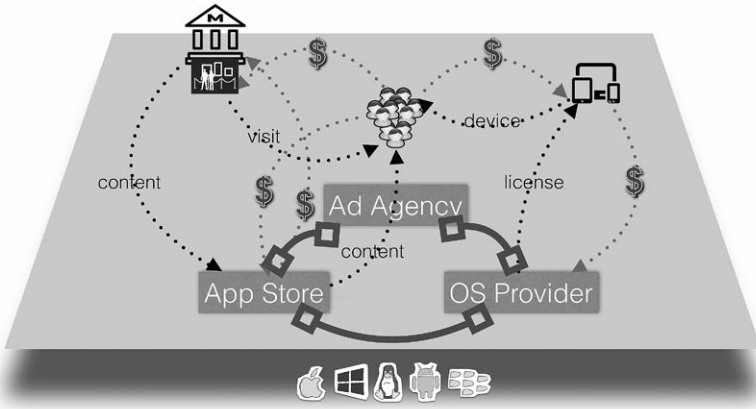 M
$
$
visit
device
content
$
$
license
$
Ad Agency
content
App Store
OS Provider